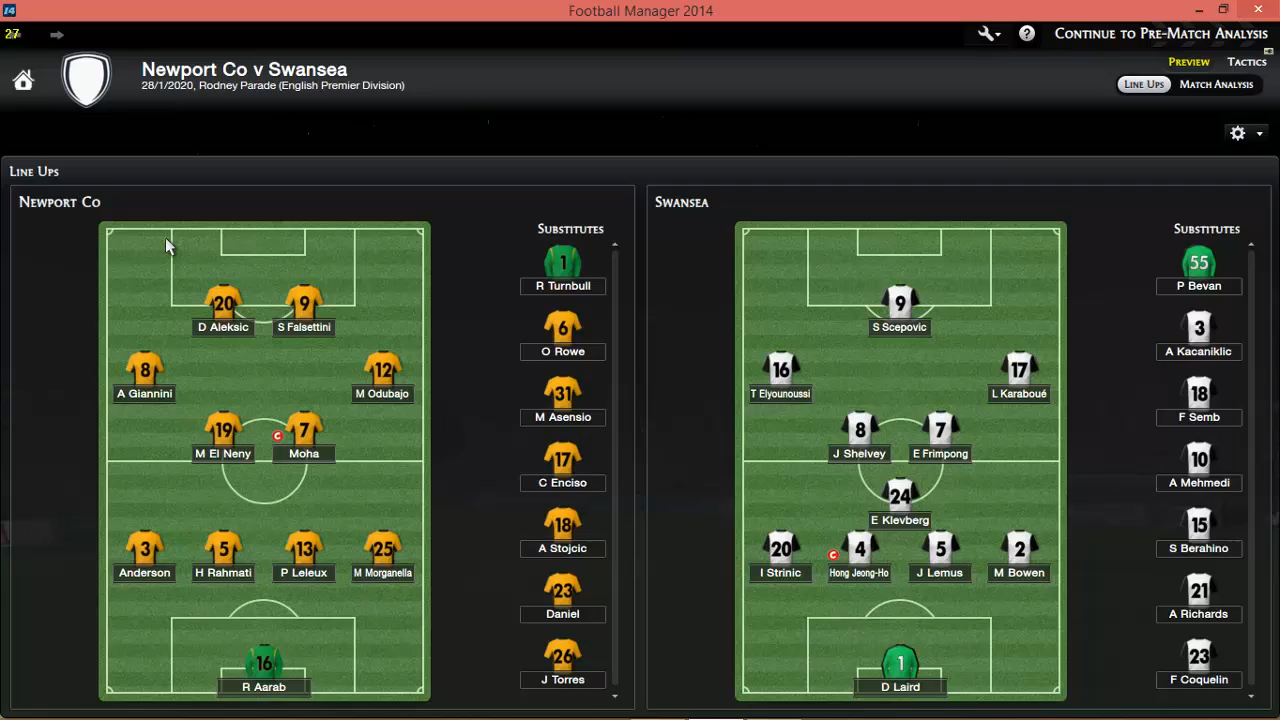 Football Manager 2014
27
CONTINUE TO PRE-MATCH ANALYSIS
Newport Co v Swansea
28/1/2020, Rodney Parade (English Premier Division)
PREVIEW TACTICS
LINE UPS MATCH ANALYSIS
LINE UPS
NEWPORT CO
SUBSTITUTES
20 D Aleksic
9 S Falsettini
8 A Giannini
12 M Odubajo
19 M El Neny
C 7 Moha
3 Anderson
5 H Rahmati
13 P Leleux
25 M Morganella
16 R Aarab
1 R Turnbull
6 O Rowe
31 M Asensio
17 C Enciso
18 A Stojcic
23 Daniel
26 J Torres
SWANSEA
SUBSTITUTES
9 S Scepovic
16 T Elyounoussi
17 L Karaboué
8 J Shelvey
7 E Frimpong
24 E Klevberg
20 I Strinic
C 4 Hong Jeong-Ho
5 J Lemus
2 M Bowen
1 D Laird
55 P Bevan
3 A Kacaniklic
18 F Semb
10 A Mehmedi
15 S Berahino
21 A Richards
23 F Coquelin